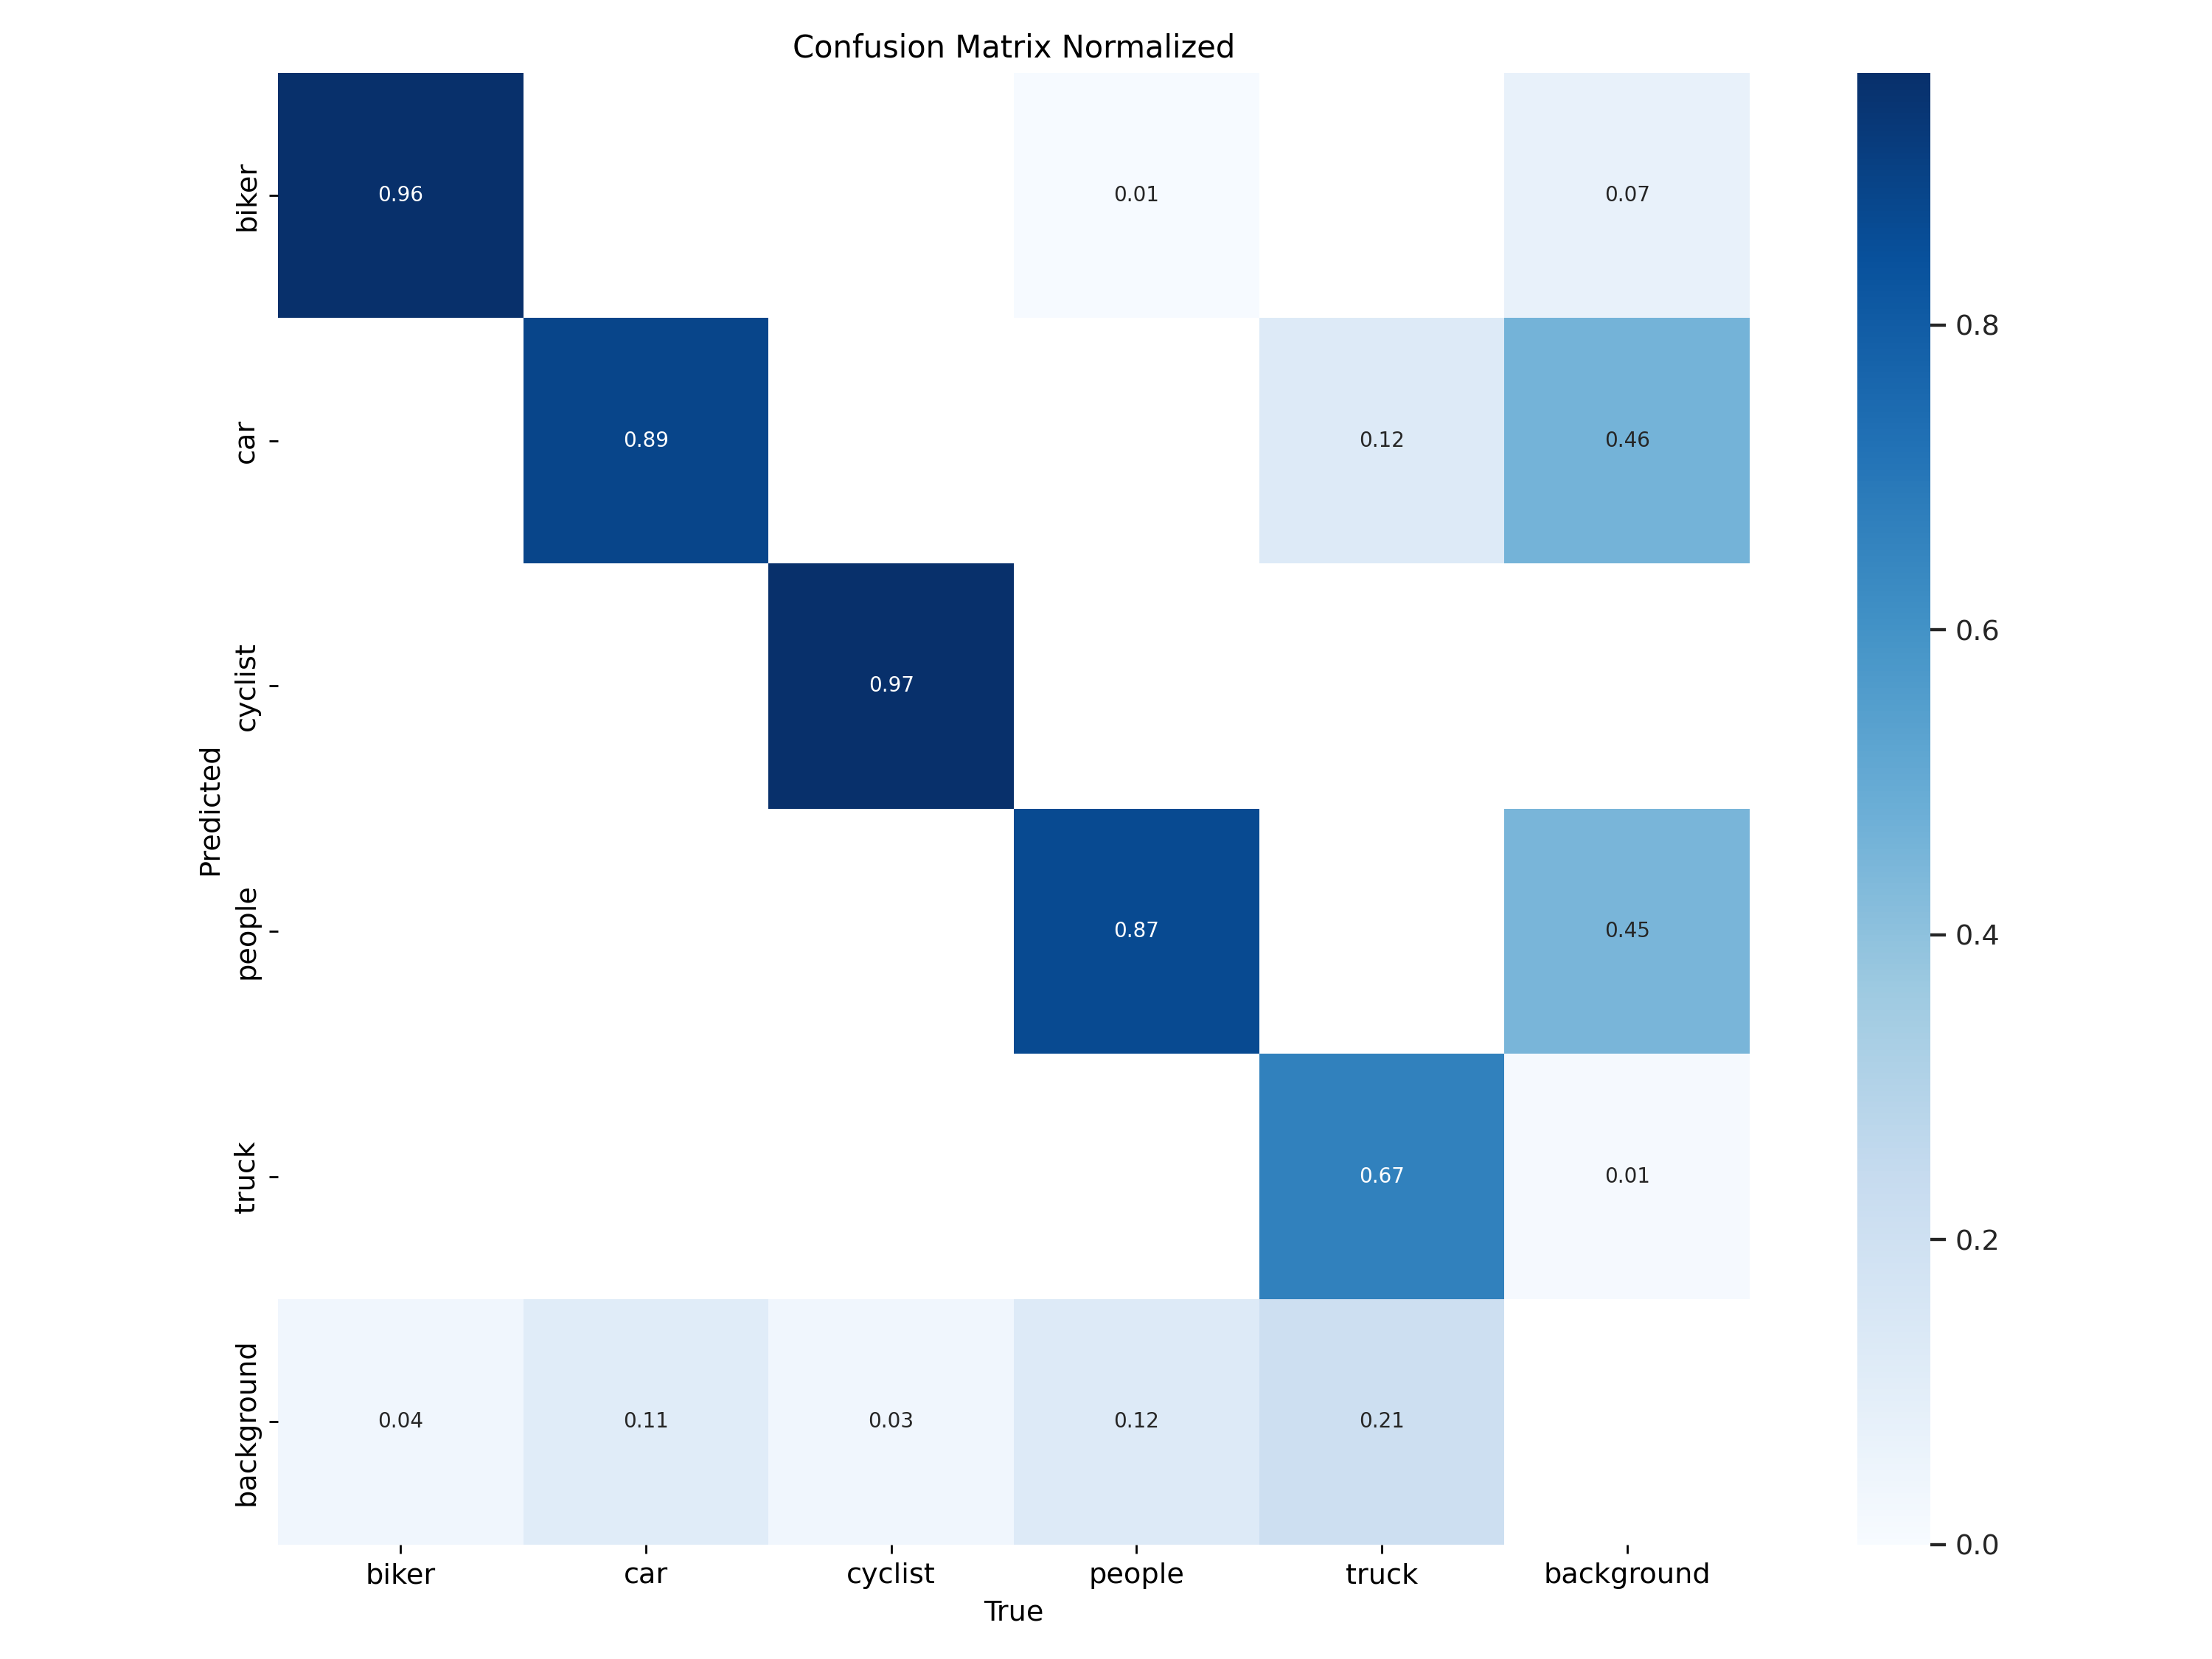 Confusion Matrix Normalized
biker
0.96
0.01
0.07
car
0.89
0.12
0.46
0.8
cyclist
0.97
0.6
Predicted
people
0.87
0.45
0.4
truck
0.67
0.01
0.2
background
0.04
0.11
0.03
0.12
0.21
0.0
biker
car
cyclist
people
truck
background
True